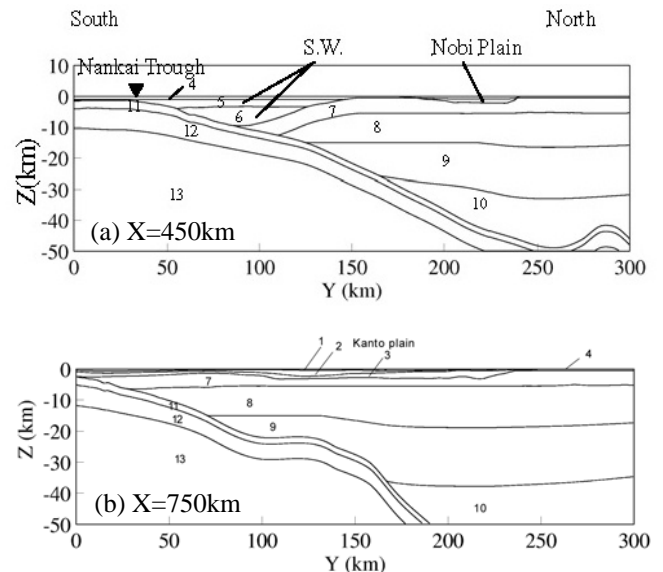 South North
S.W.
Nankai Trough Nobi Plain
4
10
0
-10
-20
-30
-40
-50
Z(km)
11 5 6 7 8
12 9
13 10
(a) X=450km
0 50 100 150 200 250 300
Y (km)
1 2 Kanto plain 3 4
0
-10
-20
-30
-40
-50
Z (km)
7 8
11 9
12
13 10
(b) X=750km
0 50 100 150 200 250 300
Y (km)